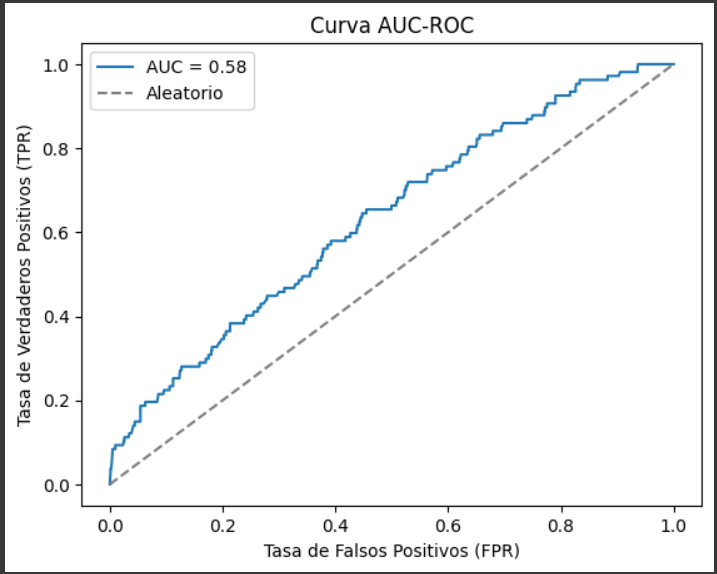 Curva AUC-ROC
AUC = 0.58
Aleatorio
Tasa de Verdaderos Positivos (TPR)
1.0
0.8
0.6
0.4
0.2
0.0
0.0 0.2 0.4 0.6 0.8 1.0
Tasa de Falsos Positivos (FPR)